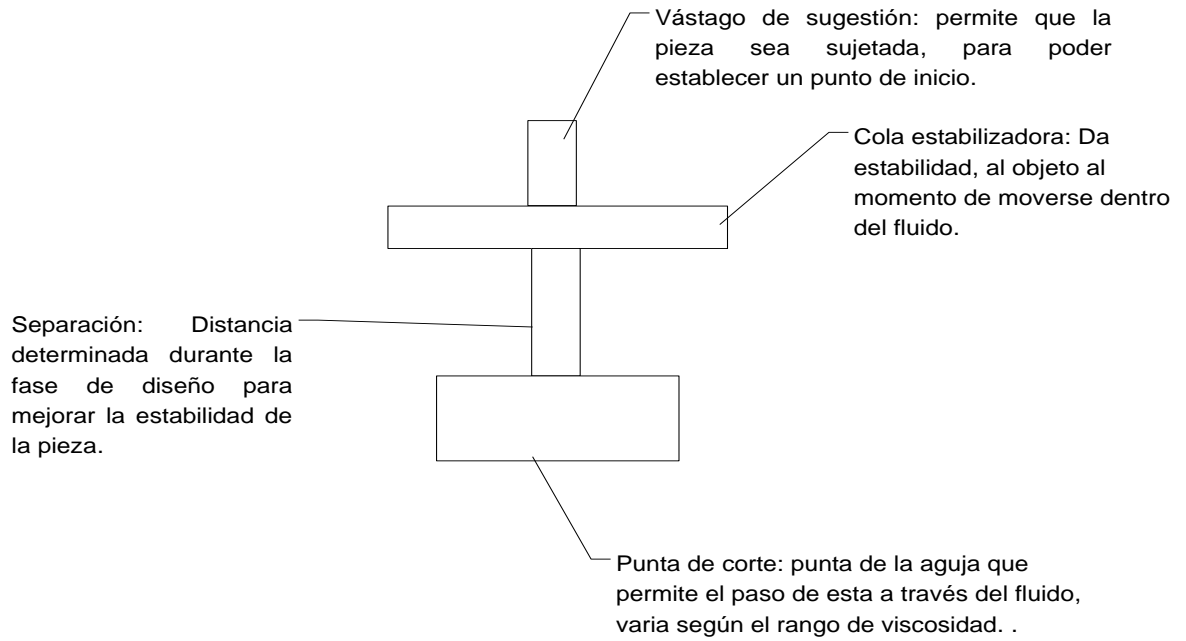 Vástago de sugestión: permite que la
pieza sea sujetada, para poder
establecer un punto de inicio.
Cola estabilizadora: Da
estabilidad, al objeto al
momento de moverse dentro
del fluido.
Separación: Distancia
determinada durante la
fase de diseño para
mejorar la estabilidad de
la pieza.
Punta de corte: punta de la aguja que
permite el paso de esta a través del fluido,
varia según el rango de viscosidad. .